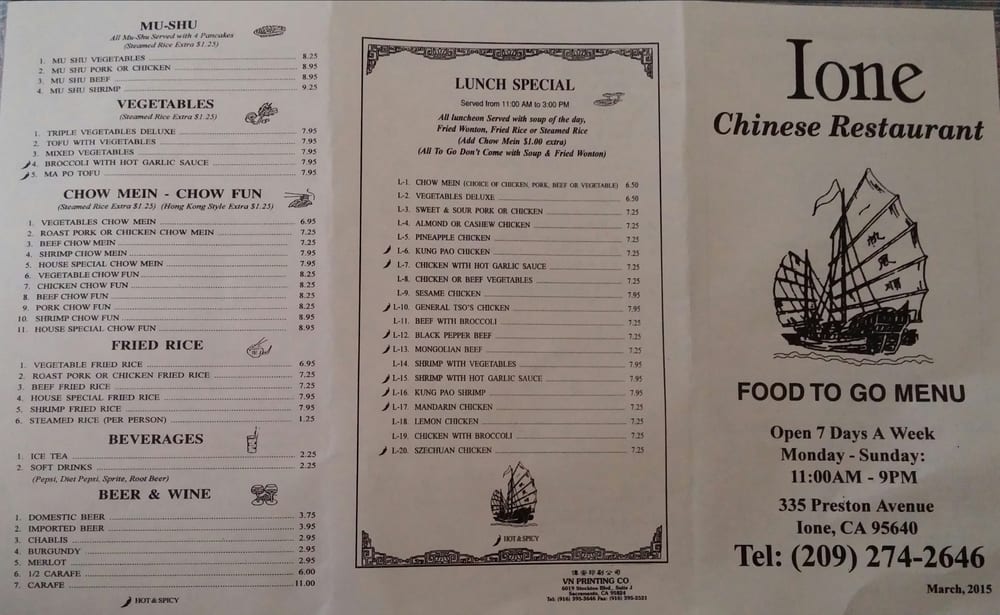 MU-SHU
All Mu-Shu Served with 4 Pancakes
(Steamed Rice Extra $1.25)
1. MU SHU VEGETABLES 8.25
2. MU SHU PORK OR CHICKEN 8.95
3. MU SHU BEEF 8.95
4. MU SHU SHRIMP 9.25
VEGETABLES
(Steamed Rice Extra $1.25)
1. TRIPLE VEGETABLES DELUXE 7.95
2. TOFU WITH VEGETABLES 7.95
3. MIXED VEGETABLES 7.95
4. BROCCOLI WITH HOT GARLIC SAUCE 7.95
5. MA PO TOFU 7.95
CHOW MEIN - CHOW FUN
(Steamed Rice Extra $1.25) (Hong Kong Style Extra $1.25)
1. VEGETABLES CHOW MEIN 6.95
2. ROAST PORK OR CHICKEN CHOW MEIN 7.25
3. BEEF CHOW MEIN 7.25
4. SHRIMP CHOW MEIN 7.95
5. HOUSE SPECIAL CHOW MEIN 7.95
6. VEGETABLE CHOW FUN 8.25
7. CHICKEN CHOW FUN 8.25
8. BEEF CHOW FUN 8.25
9. PORK CHOW FUN 8.25
10. SHRIMP CHOW FUN 8.95
11. HOUSE SPECIAL CHOW FUN 8.95
FRIED RICE
1. VEGETABLE FRIED RICE 6.95
2. ROAST PORK OR CHICKEN FRIED RICE 7.25
3. BEEF FRIED RICE 7.25
4. HOUSE SPECIAL FRIED RICE 7.95
5. SHRIMP FRIED RICE 7.95
6. STEAMED RICE (PER PERSON) 1.25
BEVERAGES
1. ICE TEA 2.25
2. SOFT DRINKS 2.25
(Pepsi, Diet Pepsi, Sprite, Root Beer)
BEER & WINE
1. DOMESTIC BEER 3.75
2. IMPORTED BEER 3.95
3. CHABLIS 2.95
4. BURGUNDY 2.95
5. MERLOT 2.95
6. 1/2 CARAFE 6.00
7. CARAFE 11.00
HOT & SPICY
LUNCH SPECIAL
Served from 11:00 AM to 3:00 PM
All luncheon Served with soup of the day,
Fried Wonton, Fried Rice or Steamed Rice
(Add Chow Mein $1.00 extra)
(All To Go Don't Come with Soup & Fried Wonton)
L-1. CHOW MEIN (CHOICE OF CHICKEN, PORK, BEEF OR VEGETABLE) 6.50
L-2. VEGETABLES DELUXE 6.50
L-3. SWEET & SOUR PORK OR CHICKEN 7.25
L-4. ALMOND OR CASHEW CHICKEN 7.25
L-5. PINEAPPLE CHICKEN 7.25
L-6. KUNG PAO CHICKEN 7.25
L-7. CHICKEN WITH HOT GARLIC SAUCE 7.25
L-8. CHICKEN OR BEEF VEGETABLES 7.25
L-9. SESAME CHICKEN 7.95
L-10. GENERAL TSO'S CHICKEN 7.95
L-11. BEEF WITH BROCCOLI 7.25
L-12. BLACK PEPPER BEEF 7.25
L-13. MONGOLIAN BEEF 7.25
L-14. SHRIMP WITH VEGETABLES 7.95
L-15 SHRIMP WITH HOT GARLIC SAUCE 7.95
L-16. KUNG PAO SHRIMP 7.95
L-17. MANDARIN CHICKEN 7.25
L-18. LEMON CHICKEN 7.25
L-19. CHICKEN WITH BROCCOLI 7.25
L-20. SZECHUAN CHICKEN 7.25
HOT & SPICY
VN PRINTING CO
6019 Stockton Blvd., Suite J
Sacramento, CA 95824
Ione
Chinese Restaurant
FOOD TO GO MENU
Open 7 Days A Week
Monday - Sunday:
11:00AM - 9PM
335 Preston Avenue
Ione, CA 95640
Tel: (209) 274-2646
March, 2015